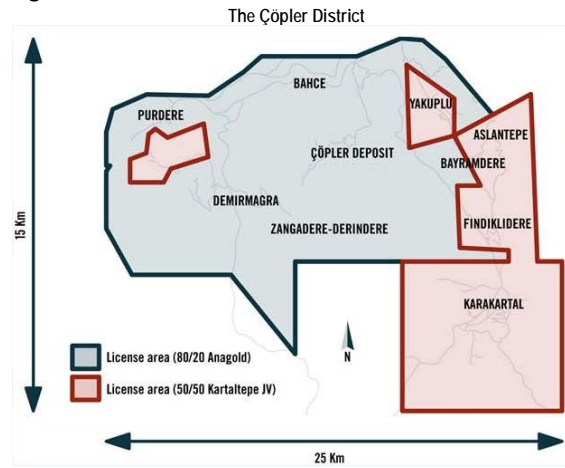 The Çöpler District
BAHCE
YAKUPLU
PURDERE
ASLANTEPE
ÇÖPLER DEPOSIT
BAYRAMDERE
DEMIRMAGRA
FINDIKLIDERE
ZANGADERE-DERINDERE
15 Km
KARAKARTAL
N
License area (80/20 Anagold)
License area (50/50 Kartaltepe JV)
25 Km